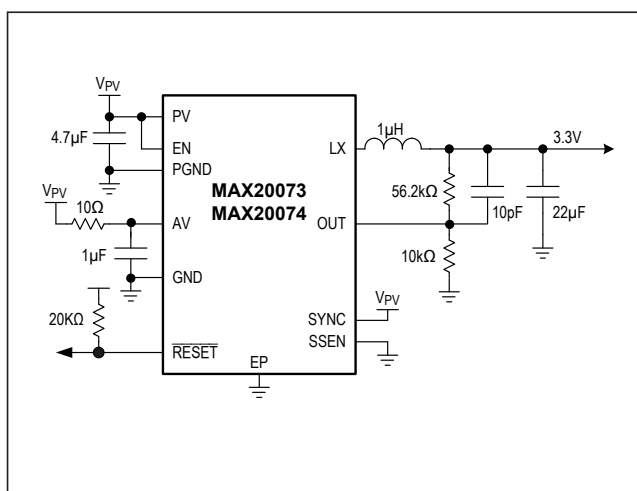 VPV
PV
4.7µF
EN
PGND
VPV
10Ω
AV
1µF
GND
20KΩ
RESET
MAX20073
MAX20074
EP
LX
1µH
3.3V
56.2kΩ
10pF
22µF
OUT
10kΩ
VPV
SYNC
SSEN